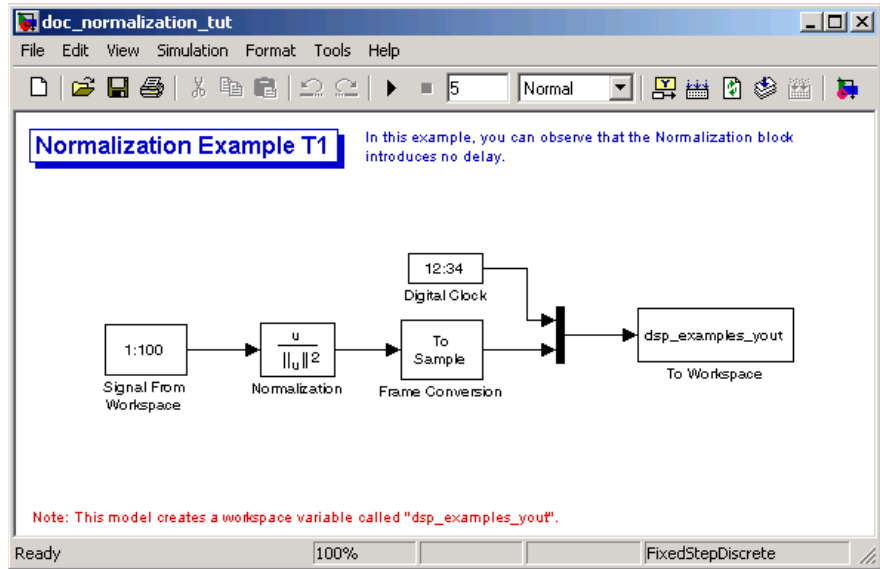 doc_normalization_tut
File Edit View Simulation Format Tools Help
5 Normal
Normalization Example T1
In this example, you can observe that the Normalization block
introduces no delay.
12:34
Digital Clock
1:100
Signal From
Workspace
u
||u||2
Normalization
To
Sample
Frame Conversion
dsp_examples_yout
To Workspace
Note: This model creates a workspace variable called "dsp_examples_yout".
Ready 100% FixedStepDiscrete